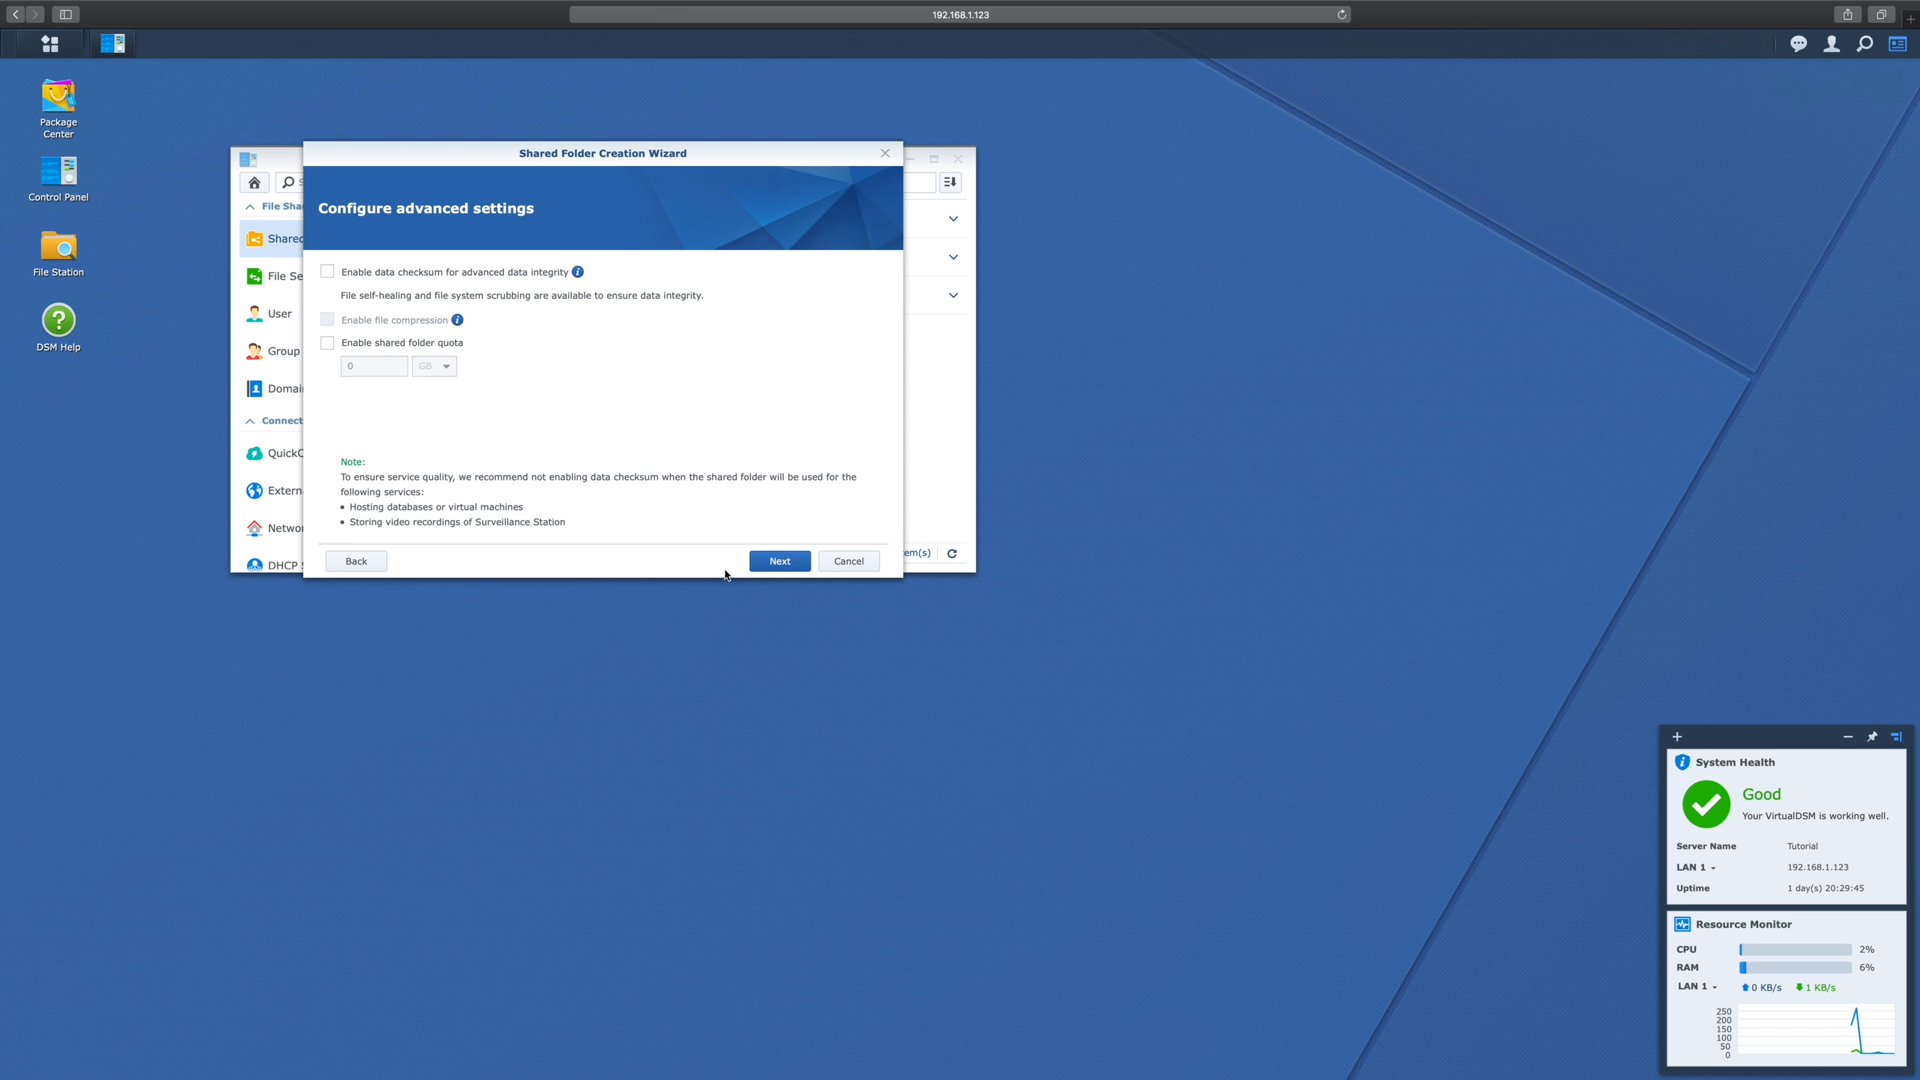 192.168.1.123
Package
Center
Control Panel
File Station
DSM Help
Shared Folder Creation Wizard
File Sha
Shared
File Se
User
Group
Domai
Connect
QuickC
Extern
Netwo
DHCP S
Configure advanced settings
Enable data checksum for advanced data integrity
File self-healing and file system scrubbing are available to ensure data integrity.
Enable file compression
Enable shared folder quota
0 GB
Note:
To ensure service quality, we recommend not enabling data checksum when the shared folder will be used for the
following services:
• Hosting databases or virtual machines
• Storing video recordings of Surveillance Station
Back Next Cancel
em(s)
System Health
Good
Your VirtualDSM is working well.
Server Name Tutorial
LAN 1 192.168.1.123
Uptime 1 day(s) 20:29:45
Resource Monitor
CPU 2%
RAM 6%
LAN 1 0 KB/s 1 KB/s
250
200
150
100
50
0